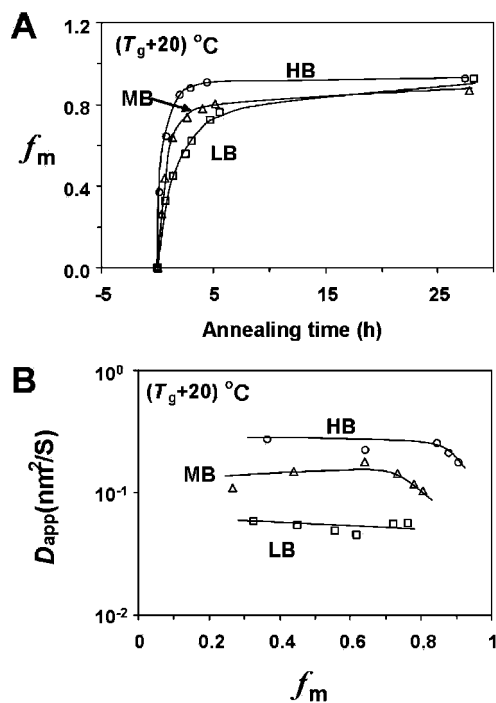 A
(Tg+20) °C
HB
MB
LB
fm
1.2
0.8
0.4
0.0
-5
5
15
25
Annealing time (h)
B
(Tg+20) °C
HB
MB
LB
Dapp(nm²/S)
10⁰
10⁻¹
10⁻²
0
0.2
0.4
0.6
0.8
1
fm